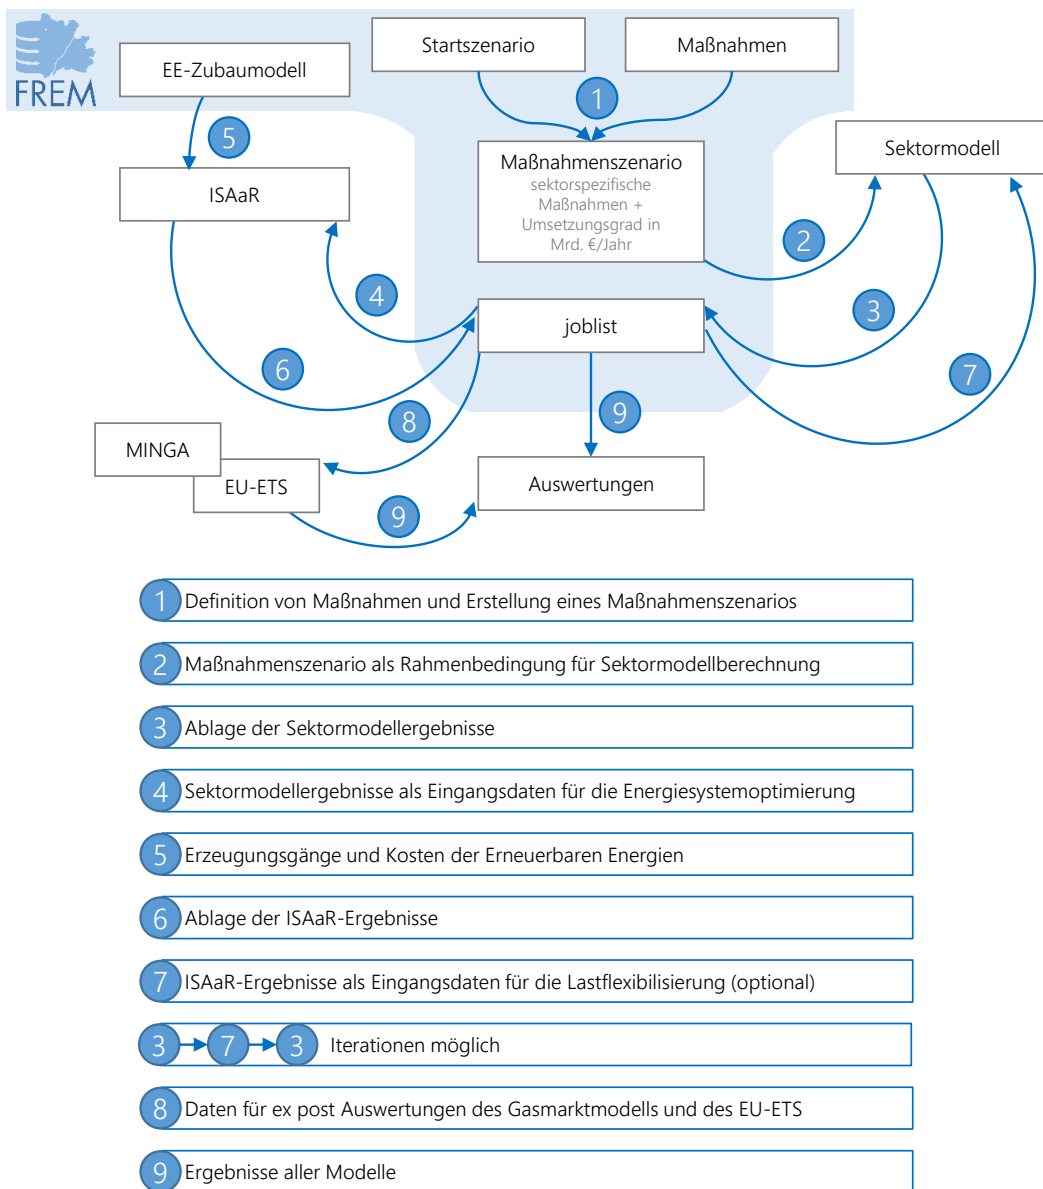 FREM
EE-Zubaumodell
Startszenario
Maßnahmen
1
5
ISAaR
Maßnahmenszenario
sektorspezifische
Maßnahmen +
Umsetzungsgrad in
Mrd. €/Jahr
Sektormodell
2
4
3
joblist
6
7
8
9
MINGA
EU-ETS
Auswertungen
9
1 Definition von Maßnahmen und Erstellung eines Maßnahmenszenarios
2 Maßnahmenszenario als Rahmenbedingung für Sektormodellberechnung
3 Ablage der Sektormodellergebnisse
4 Sektormodellergebnisse als Eingangsdaten für die Energiesystemoptimierung
5 Erzeugungsgänge und Kosten der Erneuerbaren Energien
6 Ablage der ISAaR-Ergebnisse
7 ISAaR-Ergebnisse als Eingangsdaten für die Lastflexibilisierung (optional)
3 7 3 Iterationen möglich
8 Daten für ex post Auswertungen des Gasmarktmodells und des EU-ETS
9 Ergebnisse aller Modelle